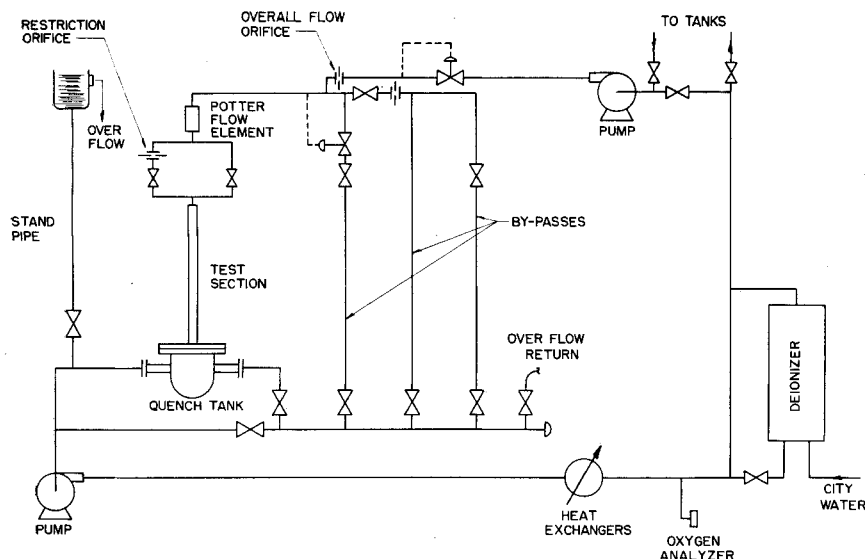 RESTRICTION
ORIFICE
OVERALL FLOW
ORIFICE
TO TANKS
OVER
FLOW
POTTER
FLOW
ELEMENT
PUMP
STAND
PIPE
BY-PASSES
TEST
SECTION
OVER FLOW
RETURN
QUENCH TANK
DEIONIZER
PUMP
HEAT
EXCHANGERS
CITY
WATER
OXYGEN
ANALYZER